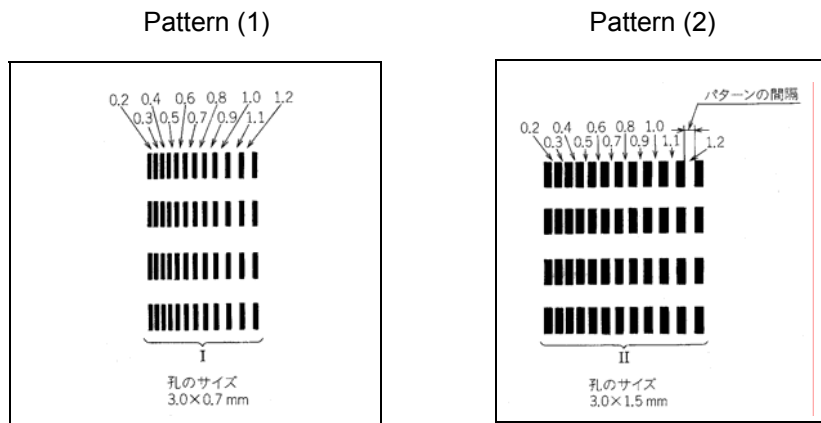 Pattern (1)
0.2 0.4 0.6 0.8 1.0 1.2
0.3 0.5 0.7 0.9 1.1
I
孔のサイズ
3.0×0.7 mm
Pattern (2)
パターンの間隔
0.2 0.4 0.6 0.8 1.0
0.3 0.5 0.7 0.9 1.1 1.2
II
孔のサイズ
3.0×1.5 mm